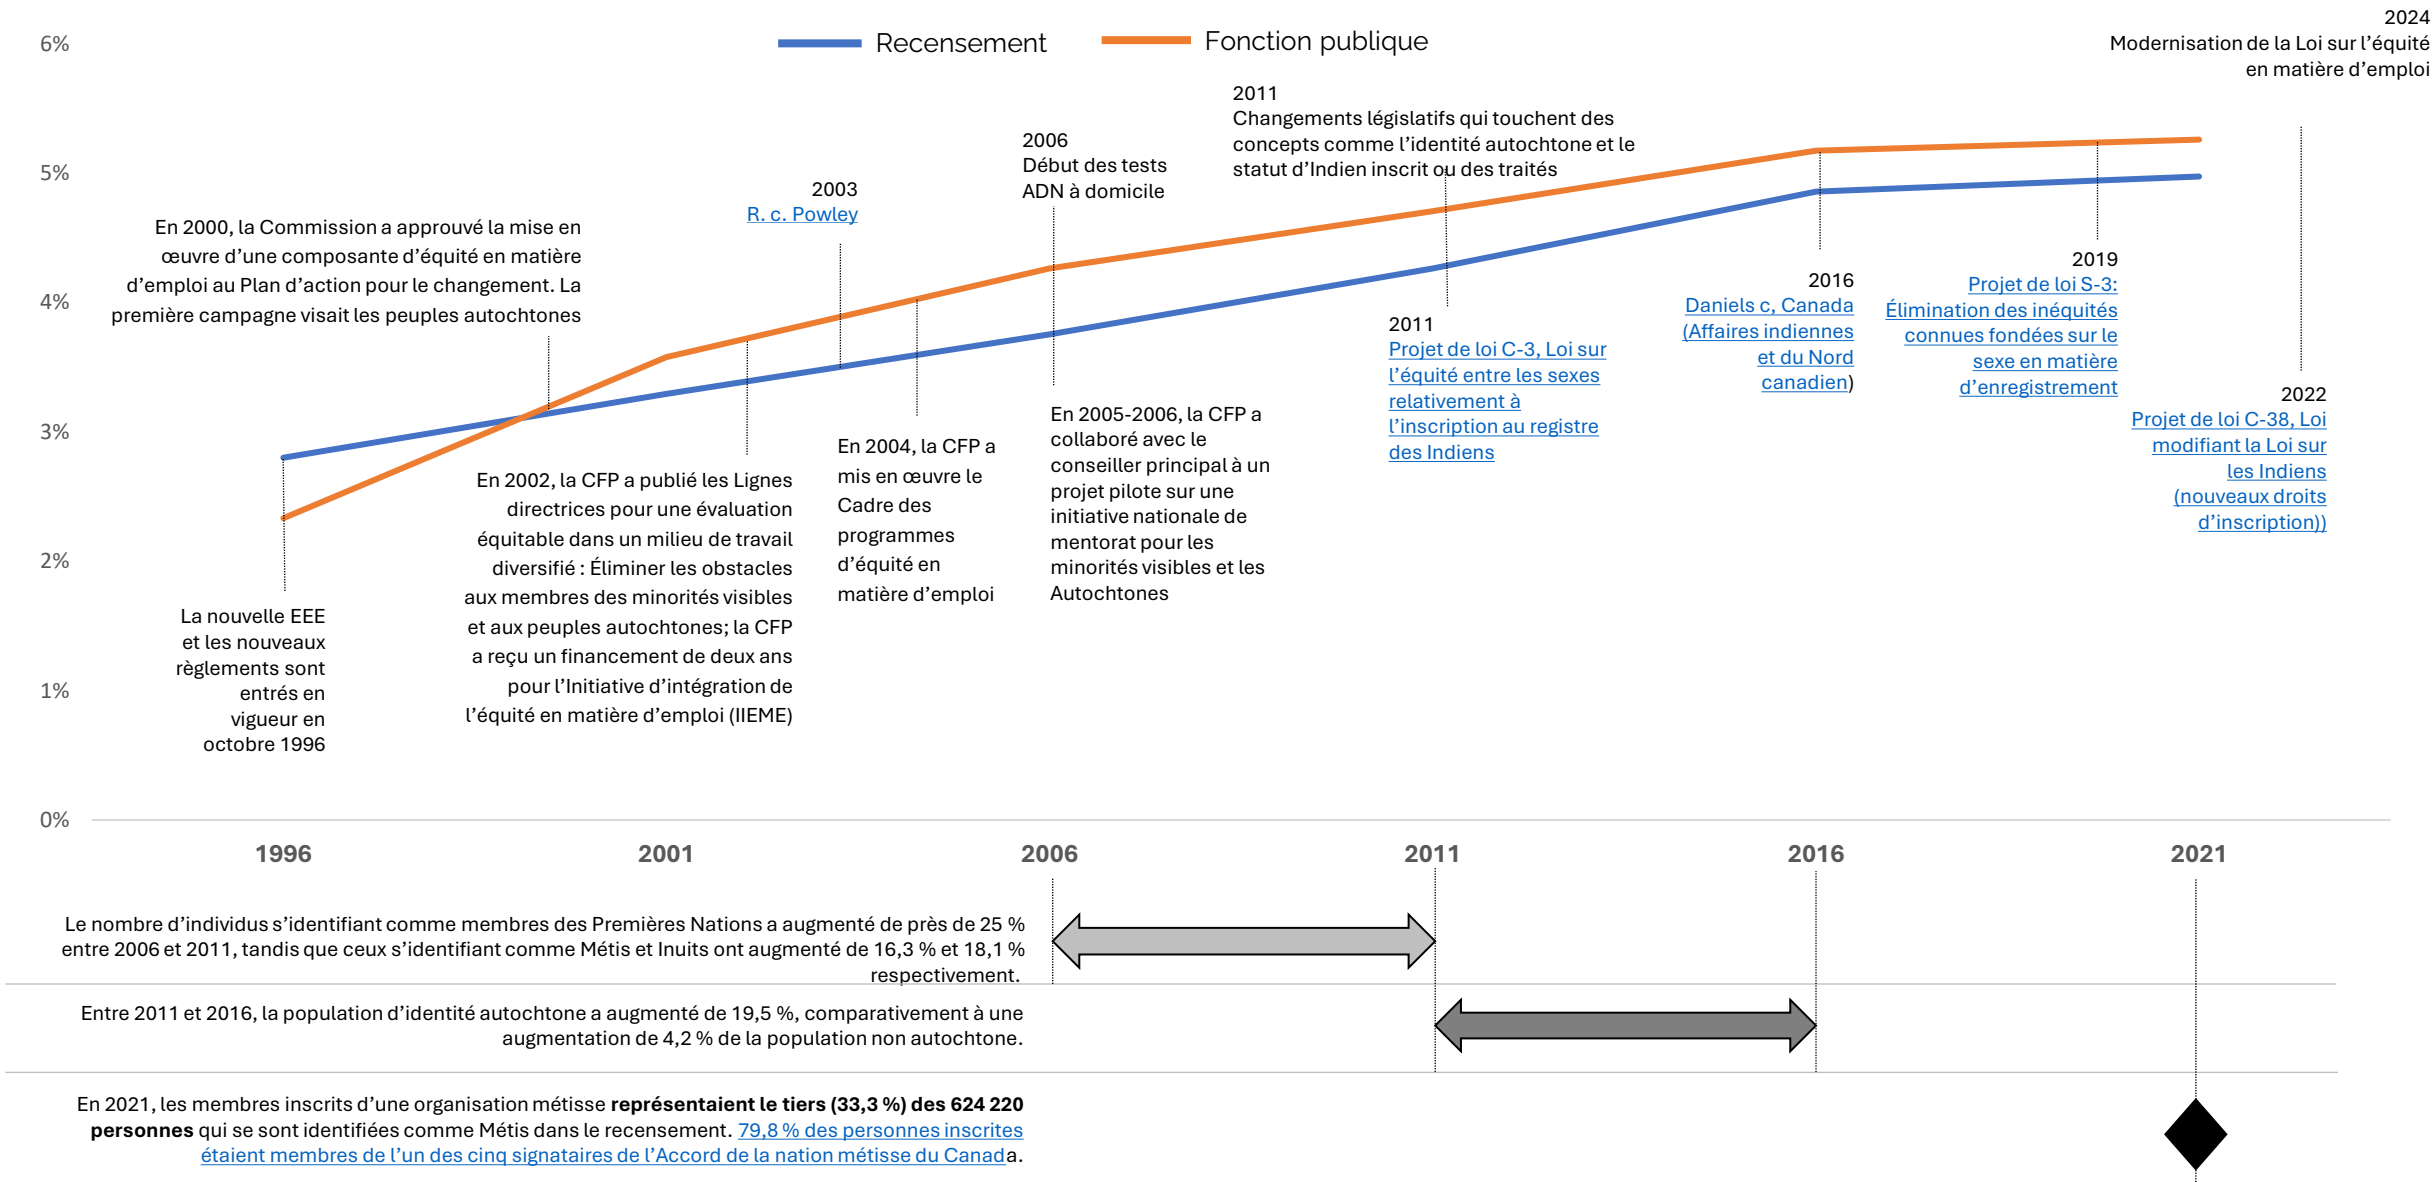 6%
5%
4%
3%
2%
1%
0%
Recensement
Fonction publique
2024
Modernisation de la Loi sur l’équité
en matière d’emploi
2011
Changements législatifs qui touchent des
concepts comme l’identité autochtone et le
statut d’Indien inscrit ou des traités
2006
Début des tests
ADN à domicile
2003
R. c. Powley
En 2000, la Commission a approuvé la mise en
œuvre d’une composante d’équité en matière
d’emploi au Plan d’action pour le changement. La
première campagne visait les peuples autochtones
La nouvelle EEE
et les nouveaux
règlements sont
entrés en
vigueur en
octobre 1996
En 2002, la CFP a publié les Lignes
directrices pour une évaluation
équitable dans un milieu de travail
diversifié : Éliminer les obstacles
aux membres des minorités visibles
et aux peuples autochtones; la CFP
a reçu un financement de deux ans
pour l’Initiative d’intégration de
l’équité en matière d’emploi (IIEME)
En 2004, la CFP a
mis en œuvre le
Cadre des
programmes
d’équité en
matière d’emploi
En 2005-2006, la CFP a
collaboré avec le
conseiller principal à un
projet pilote sur une
initiative nationale de
mentorat pour les
minorités visibles et les
Autochtones
2011
Projet de loi C-3, Loi sur
l’équité entre les sexes
relativement à
l’inscription au registre
des Indiens
2016
Daniels c, Canada
(Affaires indiennes
et du Nord
canadien)
2019
Projet de loi S-3:
Élimination des inéquités
connues fondées sur le
sexe en matière
d’enregistrement
2022
Projet de loi C-38, Loi
modifiant la Loi sur
les Indiens
(nouveaux droits
d’inscription))
1996
2001
2006
2011
2016
2021
Le nombre d’individus s’identifiant comme membres des Premières Nations a augmenté de près de 25 %
entre 2006 et 2011, tandis que ceux s’identifiant comme Métis et Inuits ont augmenté de 16,3 % et 18,1 %
respectivement.
Entre 2011 et 2016, la population d’identité autochtone a augmenté de 19,5 %, comparativement à une
augmentation de 4,2 % de la population non autochtone.
En 2021, les membres inscrits d’une organisation métisse représentaient le tiers (33,3 %) des 624 220
personnes qui se sont identifiées comme Métis dans le recensement. 79,8 % des personnes inscrites
étaient membres de l’un des cinq signataires de l’Accord de la nation métisse du Canada.